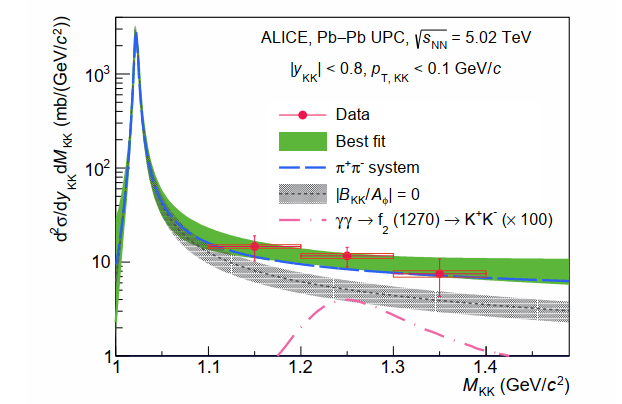 ALICE, Pb–Pb UPC, √sNN = 5.02 TeV
|yKK| < 0.8, pT, KK < 0.1 GeV/c
Data
Best fit
π+π- system
|BKK/Aϕ| = 0
γγ → f2 (1270) → K+K- (× 100)
d2σ/dyKKdMKK (mb/(GeV/c2))
103
102
10
1
1 1.1 1.2 1.3 1.4
MKK (GeV/c2)